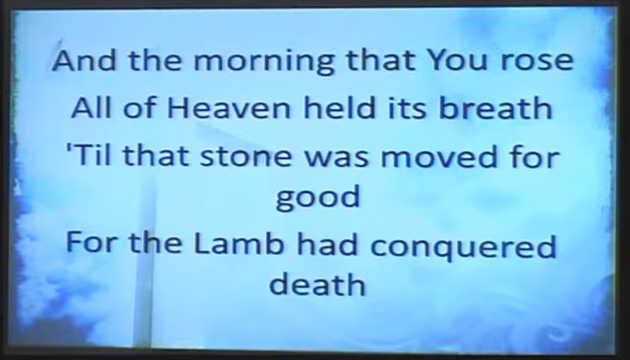 And the morning that You rose
All of Heaven held its breath
'Til that stone was moved for
good
For the Lamb had conquered
death